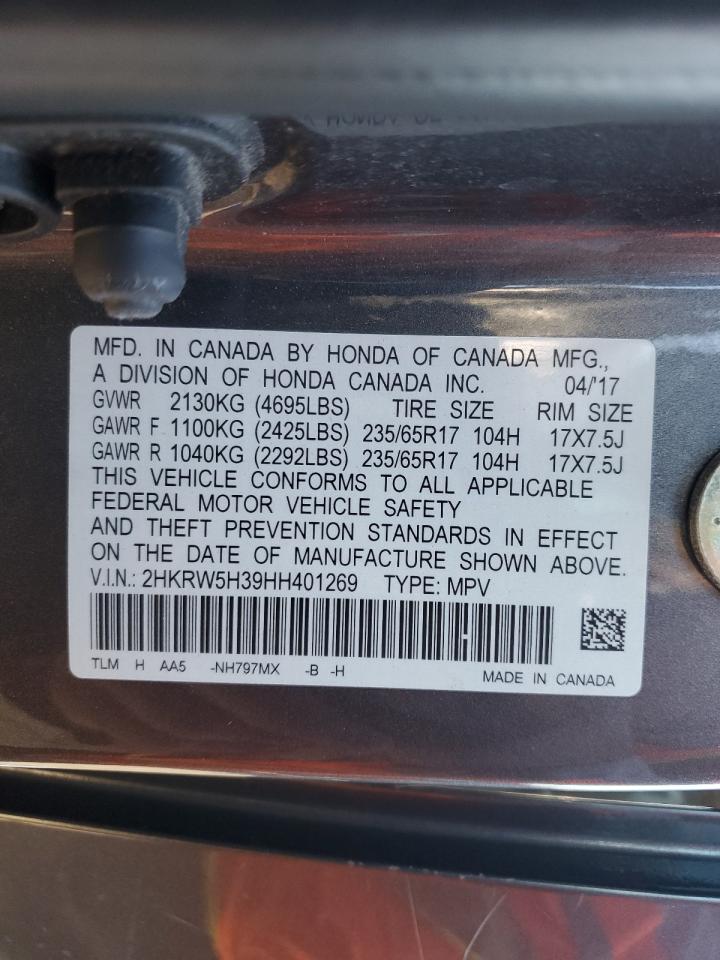 MFD. IN CANADA BY HONDA OF CANADA MFG.,
A DIVISION OF HONDA CANADA INC. 04/'17
GVWR 2130KG (4695LBS) TIRE SIZE RIM SIZE
GAWR F 1100KG (2425LBS) 235/65R17 104H 17X7.5J
GAWR R 1040KG (2292LBS) 235/65R17 104H 17X7.5J
THIS VEHICLE CONFORMS TO ALL APPLICABLE
FEDERAL MOTOR VEHICLE SAFETY
AND THEFT PREVENTION STANDARDS IN EFFECT
ON THE DATE OF MANUFACTURE SHOWN ABOVE.
V.I.N.: 2HKRW5H39HH401269 TYPE: MPV
TLM H AA5 -NH797MX -B -H
MADE IN CANADA